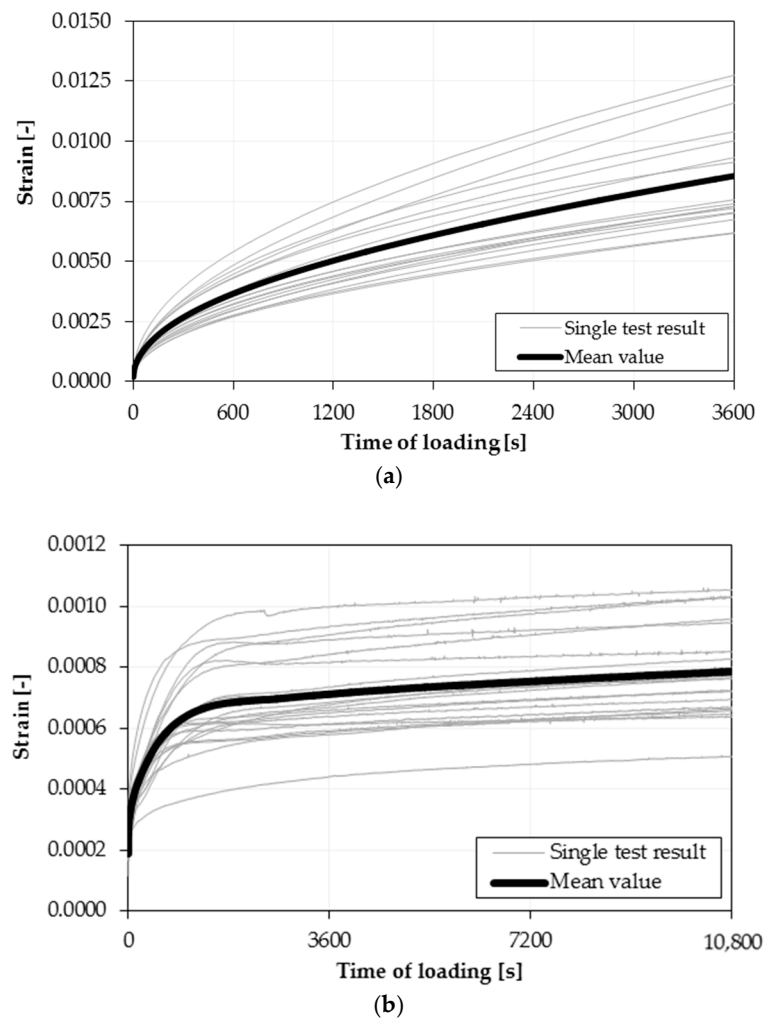 0.0150
0.0125
0.0100
0.0075
0.0050
0.0025
0.0000
Strain [-]
Single test result
Mean value
0 600 1200 1800 2400 3000 3600
Time of loading [s]
(a)
0.0012
0.0010
0.0008
0.0006
0.0004
0.0002
0.0000
Strain [-]
Single test result
Mean value
0 3600 7200 10,800
Time of loading [s]
(b)